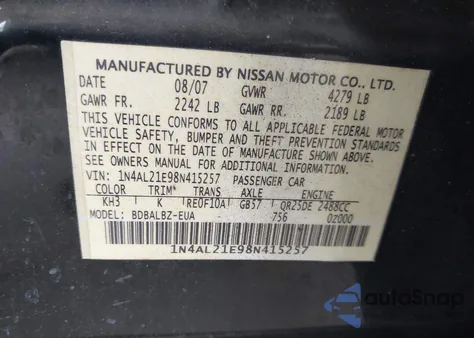 MANUFACTURED BY NISSAN MOTOR CO., LTD.
DATE 08/07 GVWR 4279 LB
GAWR FR. 2242 LB GAWR RR. 2169 LB
THIS VEHICLE CONFORMS TO ALL APPLICABLE FEDERAL MOTOR
VEHICLE SAFETY, BUMPER AND THEFT PREVENTION STANDARDS
IN EFFECT ON THE DATE OF MANUFACTURE SHOWN ABOVE.
SEE OWNERS MANUAL FOR ADDITIONAL INFORMATION
VIN: 1N4AL21E98N415257 PASSENGER CAR
COLOR TRIM* TRANS AXLE ENGINE
KH3 K RE0F10A GB57 QR25DE 2488CC
MODEL: BDBALBZ-EUA - 756 02000
1N4AL21E98N415257
autoSnap